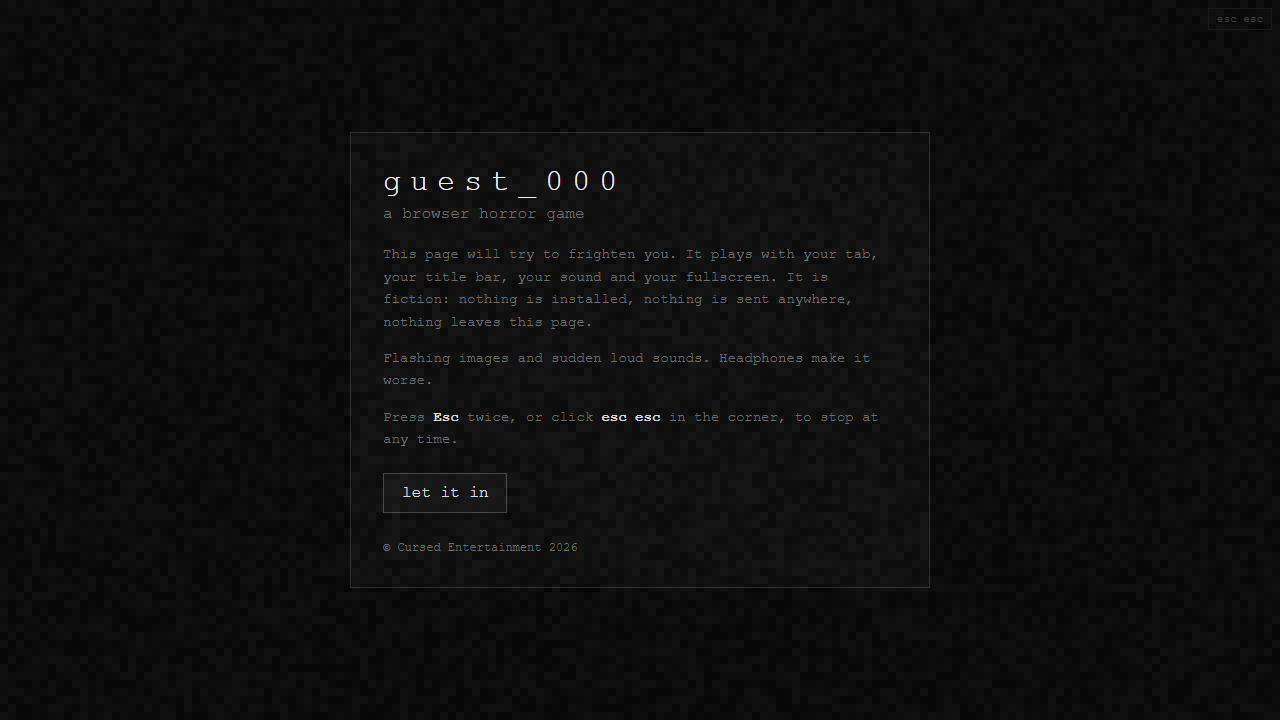 esc esc
guest_000
a browser horror game
This page will try to frighten you. It plays with your tab,
your title bar, your sound and your fullscreen. It is
fiction: nothing is installed, nothing is sent anywhere,
nothing leaves this page.
Flashing images and sudden loud sounds. Headphones make it
worse.
Press Esc twice, or click esc esc in the corner, to stop at
any time.
let it in
© Cursed Entertainment 2026